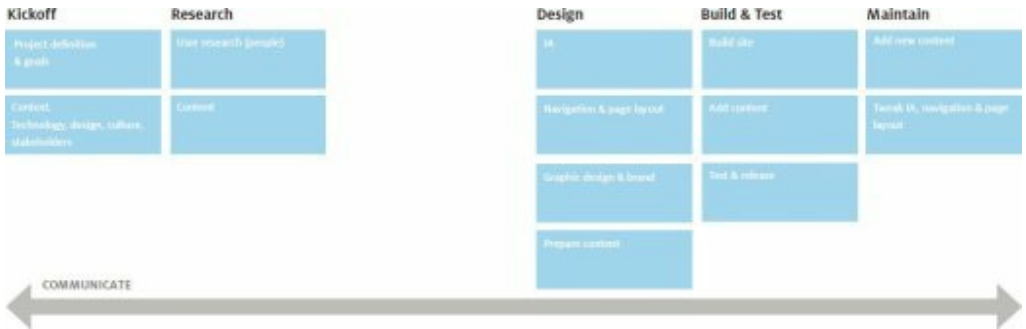 Kickoff
Research
Design
Build & Test
Maintain
Project definition
& goals
User research (people)
IA
Build site
Add new content
Context
Technology, design, culture,
stakeholders
Content
Navigation & page layout
Add content
Tweak IA, navigation & page
layout
Graphic design & brand
Test & release
Prepare content
COMMUNICATE